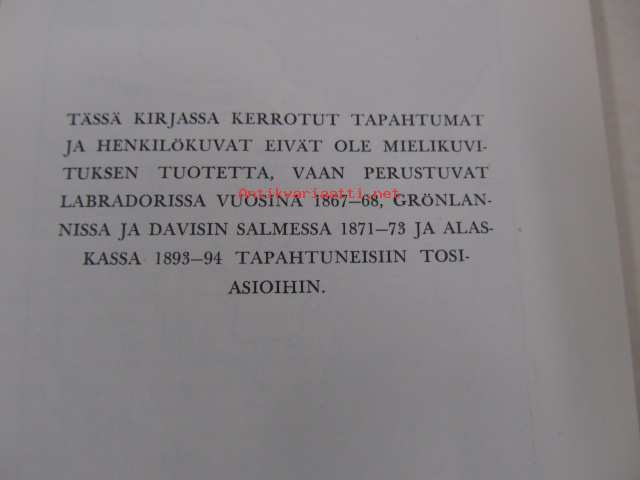 TÄSSÄ KIRJASSA KERROTUT TAPAHTUMAT
JA HENKILÖKUVAT EIVÄT OLE MIELIKUVI-
TUKSEN TUOTETTA, VAAN PERUSTUVAT
Antikvariaatti.net
LABRADORISSA VUOSINA 1867–68, GRÖNLAN-
NISSA JA DAVISIN SALMESSA 1871–73 JA ALAS-
KASSA 1893–94 TAPAHTUNEISIIN TOSI-
ASIOIHIN.